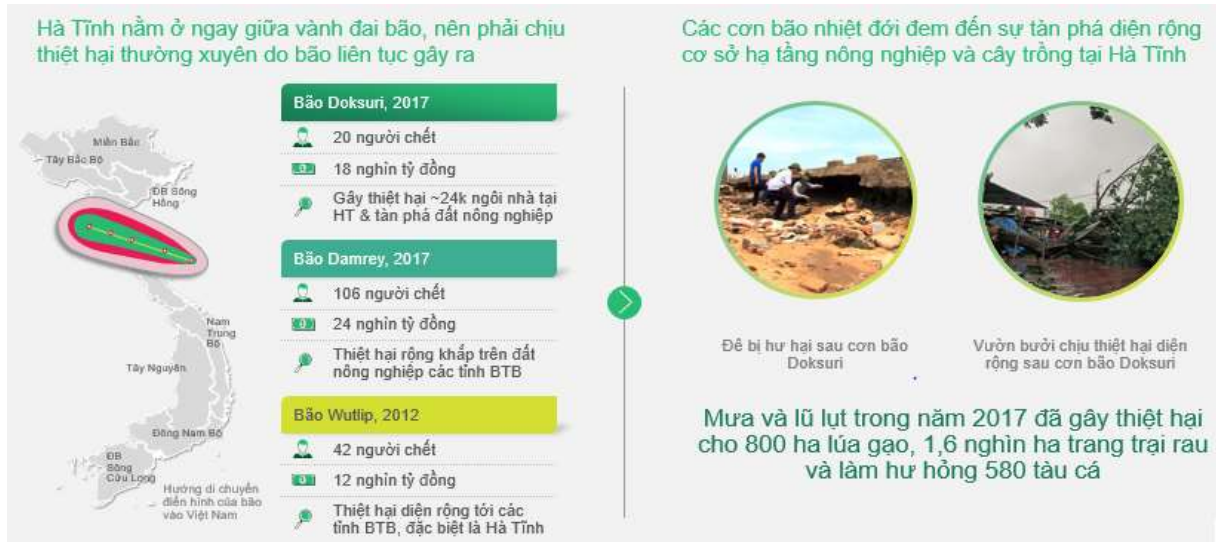 Hà Tĩnh nằm ở ngay giữa vành đai bão, nên phải chịu
thiệt hại thường xuyên do bão liên tục gây ra
Miền Bắc
Tây Bắc Bộ
ĐB Sông
Hồng
Nam
Trung
Bộ
Tây Nguyên
Đông Nam Bộ
ĐB
Sông
Cửu Long
Hướng di chuyển
điển hình của bão
vào Việt Nam
Bão Doksuri, 2017
20 người chết
18 nghìn tỷ đồng
Gây thiệt hại ~24k ngôi nhà tại
HT & tàn phá đất nông nghiệp
Bão Damrey, 2017
106 người chết
24 nghìn tỷ đồng
Thiệt hại rộng khắp trên đất
nông nghiệp các tỉnh BTB
Bão Wutlip, 2012
42 người chết
12 nghìn tỷ đồng
Thiệt hại diện rộng tới các
tỉnh BTB, đặc biệt là Hà Tĩnh
Các cơn bão nhiệt đới đem đến sự tàn phá diện rộng
cơ sở hạ tầng nông nghiệp và cây trồng tại Hà Tĩnh
Đê bị hư hại sau cơn bão
Doksuri
Vườn bưởi chịu thiệt hại diện
rộng sau cơn bão Doksuri
Mưa và lũ lụt trong năm 2017 đã gây thiệt hại
cho 800 ha lúa gạo, 1,6 nghìn ha trang trại rau
và làm hư hỏng 580 tàu cá